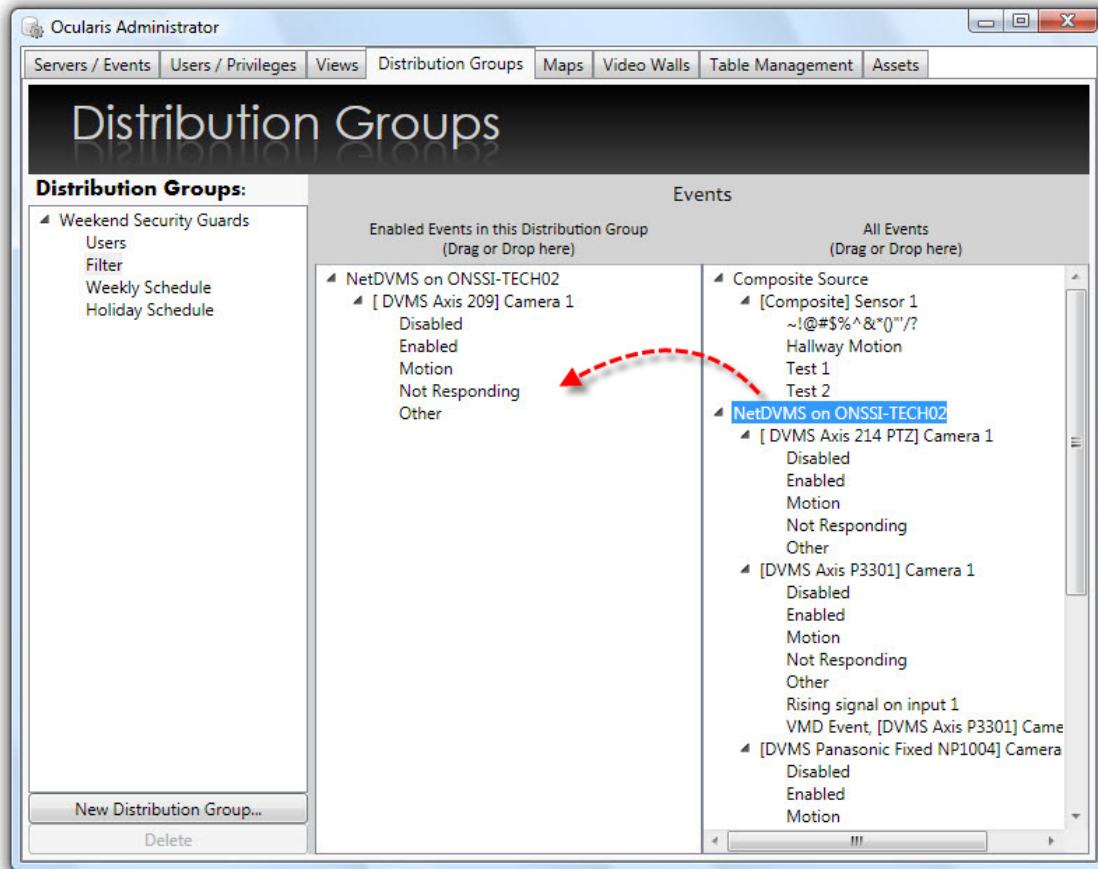 Ocularis Administrator
Servers / Events Users / Privileges Views Distribution Groups Maps Video Walls Table Management Assets
Distribution Groups
Distribution Groups:
Weekend Security Guards
Users
Filter
Weekly Schedule
Holiday Schedule
New Distribution Group...
Delete
Events
Enabled Events in this Distribution Group
(Drag or Drop here)
NetDVMS on ONSSI-TECH02
[ DVMS Axis 209] Camera 1
Disabled
Enabled
Motion
Not Responding
Other
All Events
(Drag or Drop here)
Composite Source
[Composite] Sensor 1
~!@#$%^&*()"'/?
Hallway Motion
Test 1
Test 2
NetDVMS on ONSSI-TECH02
[ DVMS Axis 214 PTZ] Camera 1
Disabled
Enabled
Motion
Not Responding
Other
[DVMS Axis P3301] Camera 1
Disabled
Enabled
Motion
Not Responding
Other
Rising signal on input 1
VMD Event, [DVMS Axis P3301] Came
[DVMS Panasonic Fixed NP1004] Camera
Disabled
Enabled
Motion